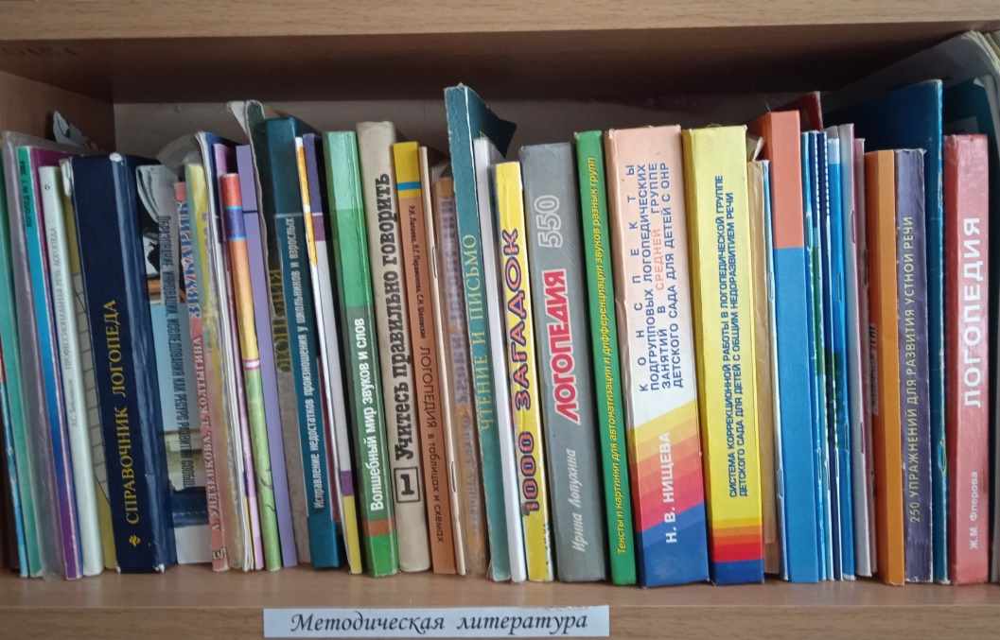 СПРАВОЧНИК ЛОГОПЕДА
ЗВУКАРИК
А. УНДЗЕНКОВА, Л. КОЛТЫГИНА
Исправление недостатков произношения у школьников и взрослых
Волшебный мир звуков и слов
1 Учитесь правильно говорить
ЛОГОПЕДИЯ в таблицах и схемах
ЧТЕНИЕ И ПИСЬМО
1000 ЗАГАДОК
Ирина Лопухина ЛОГОПЕДИЯ 550
Тексты и картинки для автоматизации и дифференциации звуков разных групп
КОНСПЕКТЫ
ПОДГРУППОВЫХ ЛОГОПЕДИЧЕСКИХ
ЗАНЯТИЙ В СРЕДНЕЙ ГРУППЕ
ДЕТСКОГО САДА ДЛЯ ДЕТЕЙ С ОНР
Н. В. НИЩЕВА
СИСТЕМА КОРРЕКЦИОННОЙ РАБОТЫ В ЛОГОПЕДИЧЕСКОЙ ГРУППЕ
ДЕТСКОГО САДА ДЛЯ ДЕТЕЙ С ОБЩИМ НЕДОРАЗВИТИЕМ РЕЧИ
250 УПРАЖНЕНИЙ ДЛЯ РАЗВИТИЯ УСТНОЙ РЕЧИ
Ж.М. Флерова ЛОГОПЕДИЯ
Методическая литература